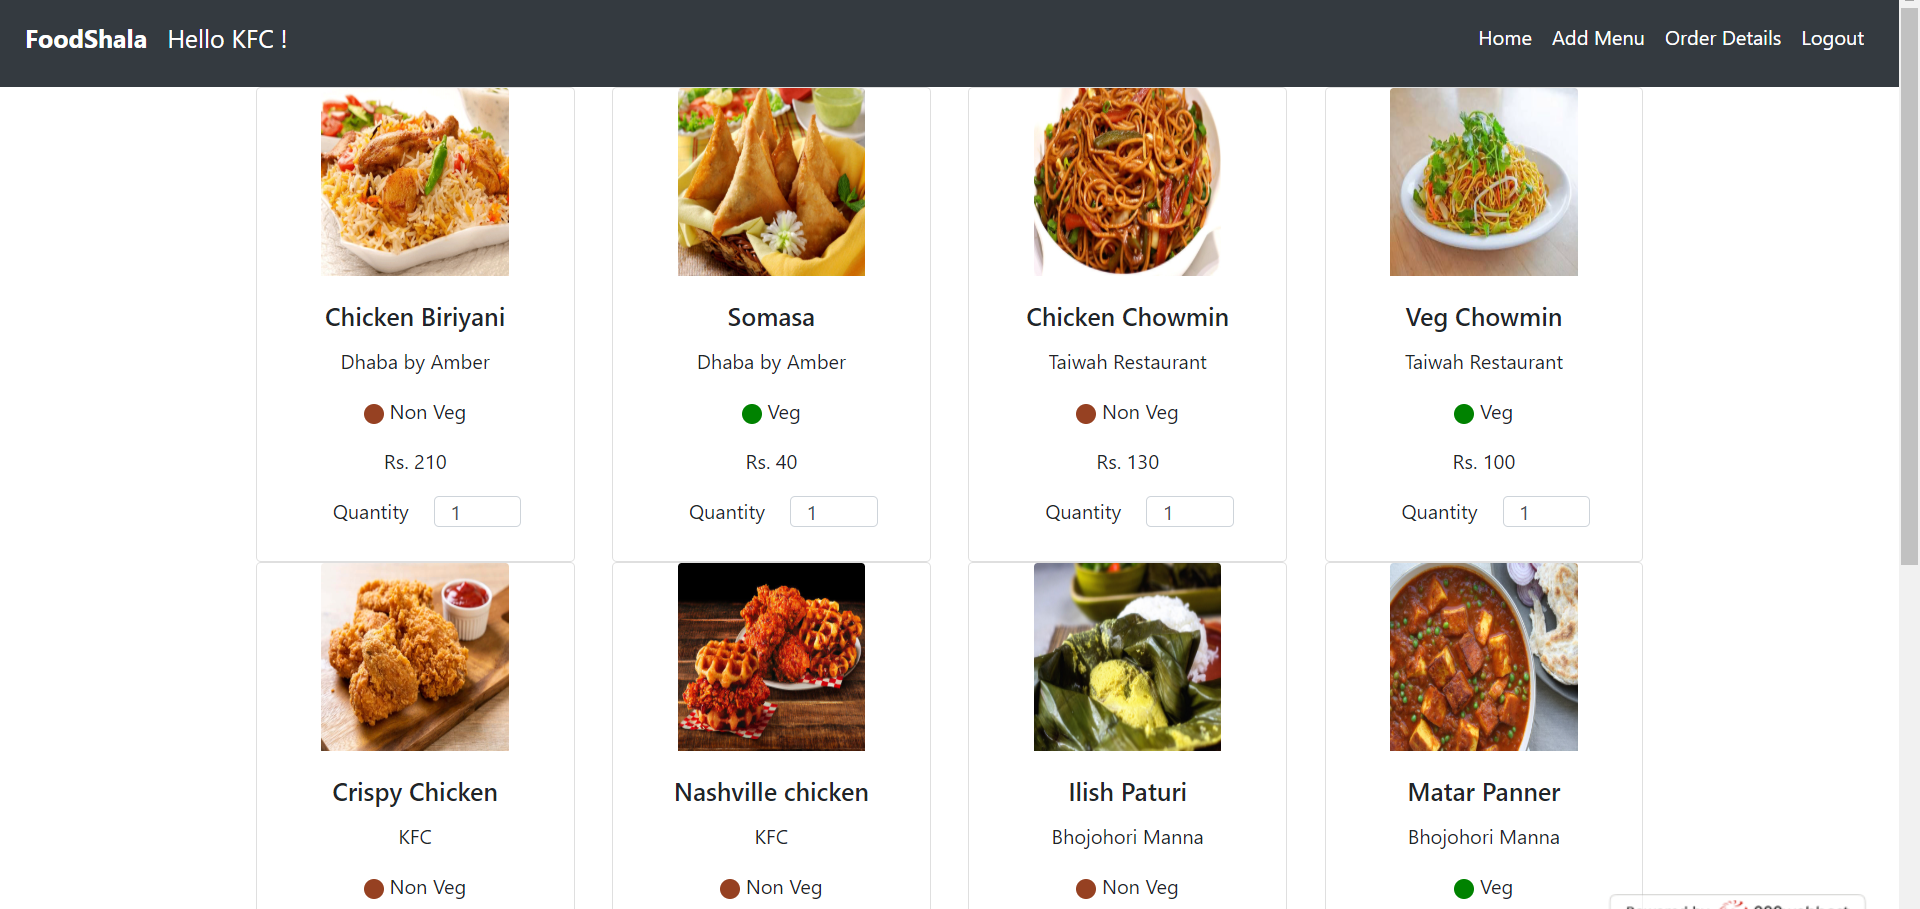 FoodShala Hello KFC !
Home Add Menu Order Details Logout
Chicken Biriyani
Dhaba by Amber
Non Veg
Rs. 210
Quantity 1
Somasa
Dhaba by Amber
Veg
Rs. 40
Quantity 1
Chicken Chowmin
Taiwah Restaurant
Non Veg
Rs. 130
Quantity 1
Veg Chowmin
Taiwah Restaurant
Veg
Rs. 100
Quantity 1
Crispy Chicken
KFC
Non Veg
Nashville chicken
KFC
Non Veg
Ilish Paturi
Bhojohori Manna
Non Veg
Matar Panner
Bhojohori Manna
Veg